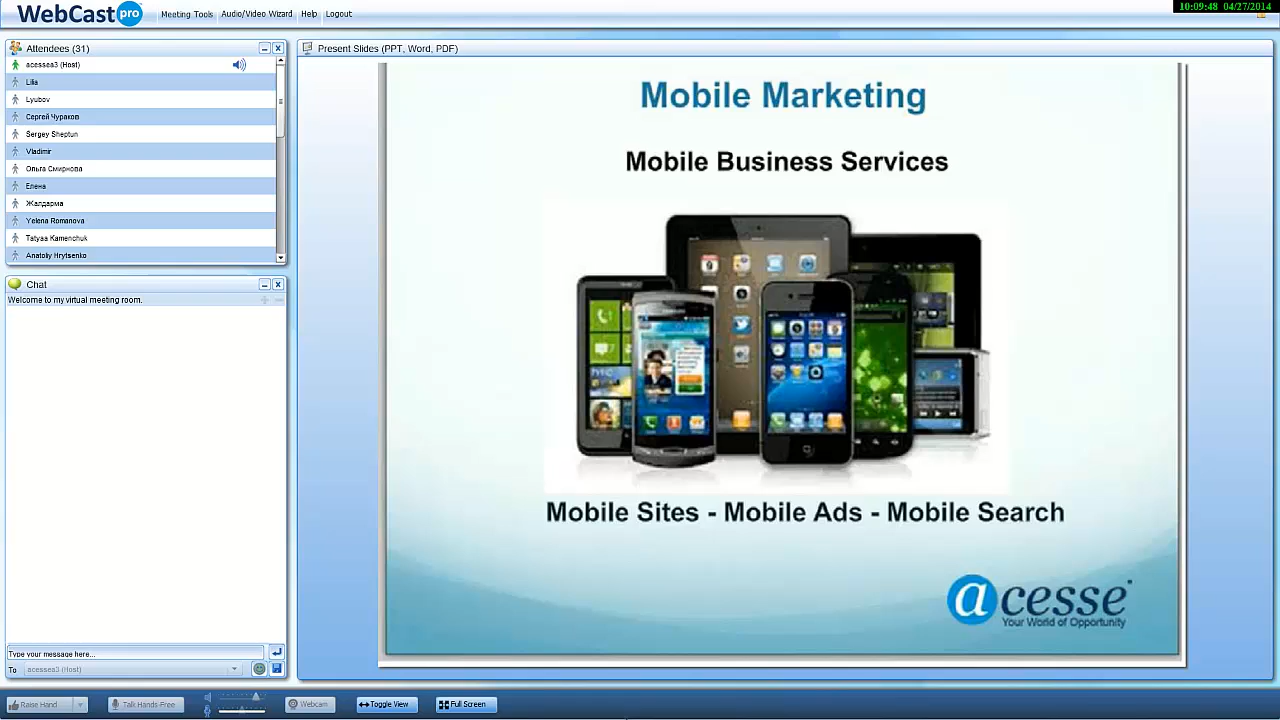 WebCast pro
Meeting Tools Audio/Video Wizard Help Logout
10:09:48 04/27/2014
Attendees (31)
acessea3 (Host)
Lilia
Lyubov
Сергей Чураков
Sergey Sheptun
Vladimir
Ольга Смирнова
Елена
Жалдарма
Yelena Romanova
Tatyaa Kamenchuk
Anatoliy Hrytsenko
Chat
Welcome to my virtual meeting room.
Type your message here...
To acessea3 (Host)
Present Slides (PPT, Word, PDF)
Mobile Marketing
Mobile Business Services
Mobile Sites - Mobile Ads - Mobile Search
acesse
Your World of Opportunity
Raise Hand Talk Hands-Free Webcam Toggle View Full Screen